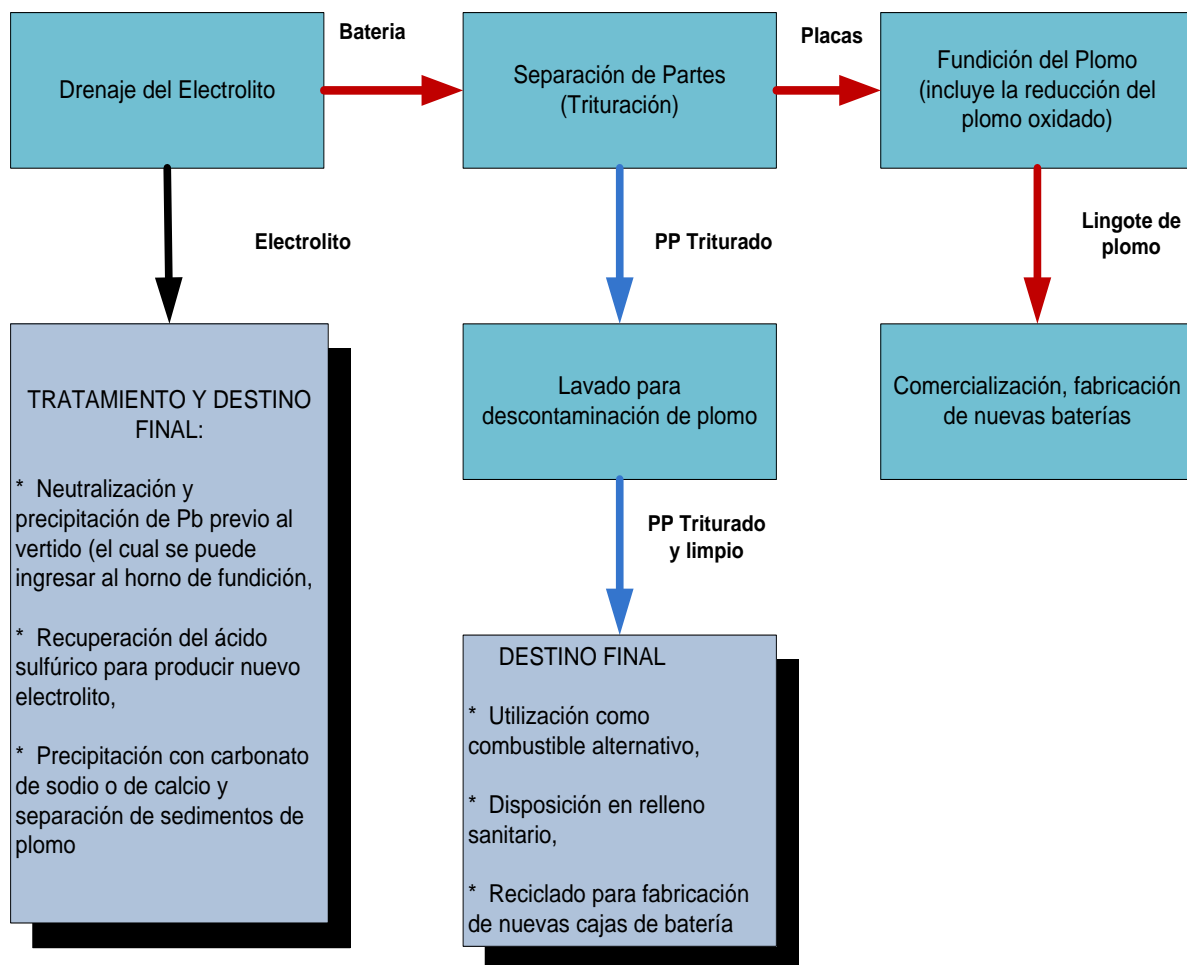 Bateria
Placas
Drenaje del Electrolito
Separación de Partes
(Trituración)
Fundición del Plomo
(incluye la reducción del
plomo oxidado)
Electrolito
PP Triturado
Lingote de
plomo
TRATAMIENTO Y DESTINO
FINAL:
* Neutralización y
precipitación de Pb previo al
vertido (el cual se puede
ingresar al horno de fundición,
* Recuperación del ácido
sulfúrico para producir nuevo
electrolito,
* Precipitación con carbonato
de sodio o de calcio y
separación de sedimentos de
plomo
Lavado para
descontaminación de plomo
Comercialización, fabricación
de nuevas baterías
PP Triturado
y limpio
DESTINO FINAL
* Utilización como
combustible alternativo,
* Disposición en relleno
sanitario,
* Reciclado para fabricación
de nuevas cajas de batería